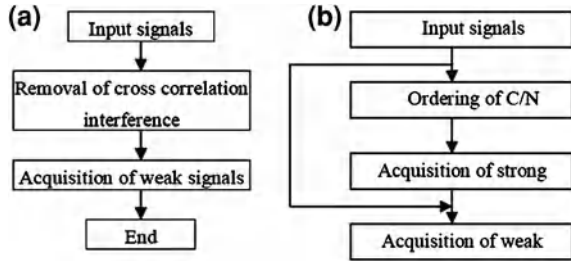 (a)
Input signals
Removal of cross correlation
interference
Acquisition of weak signals
End
(b)
Input signals
Ordering of C/N
Acquisition of strong
Acquisition of weak